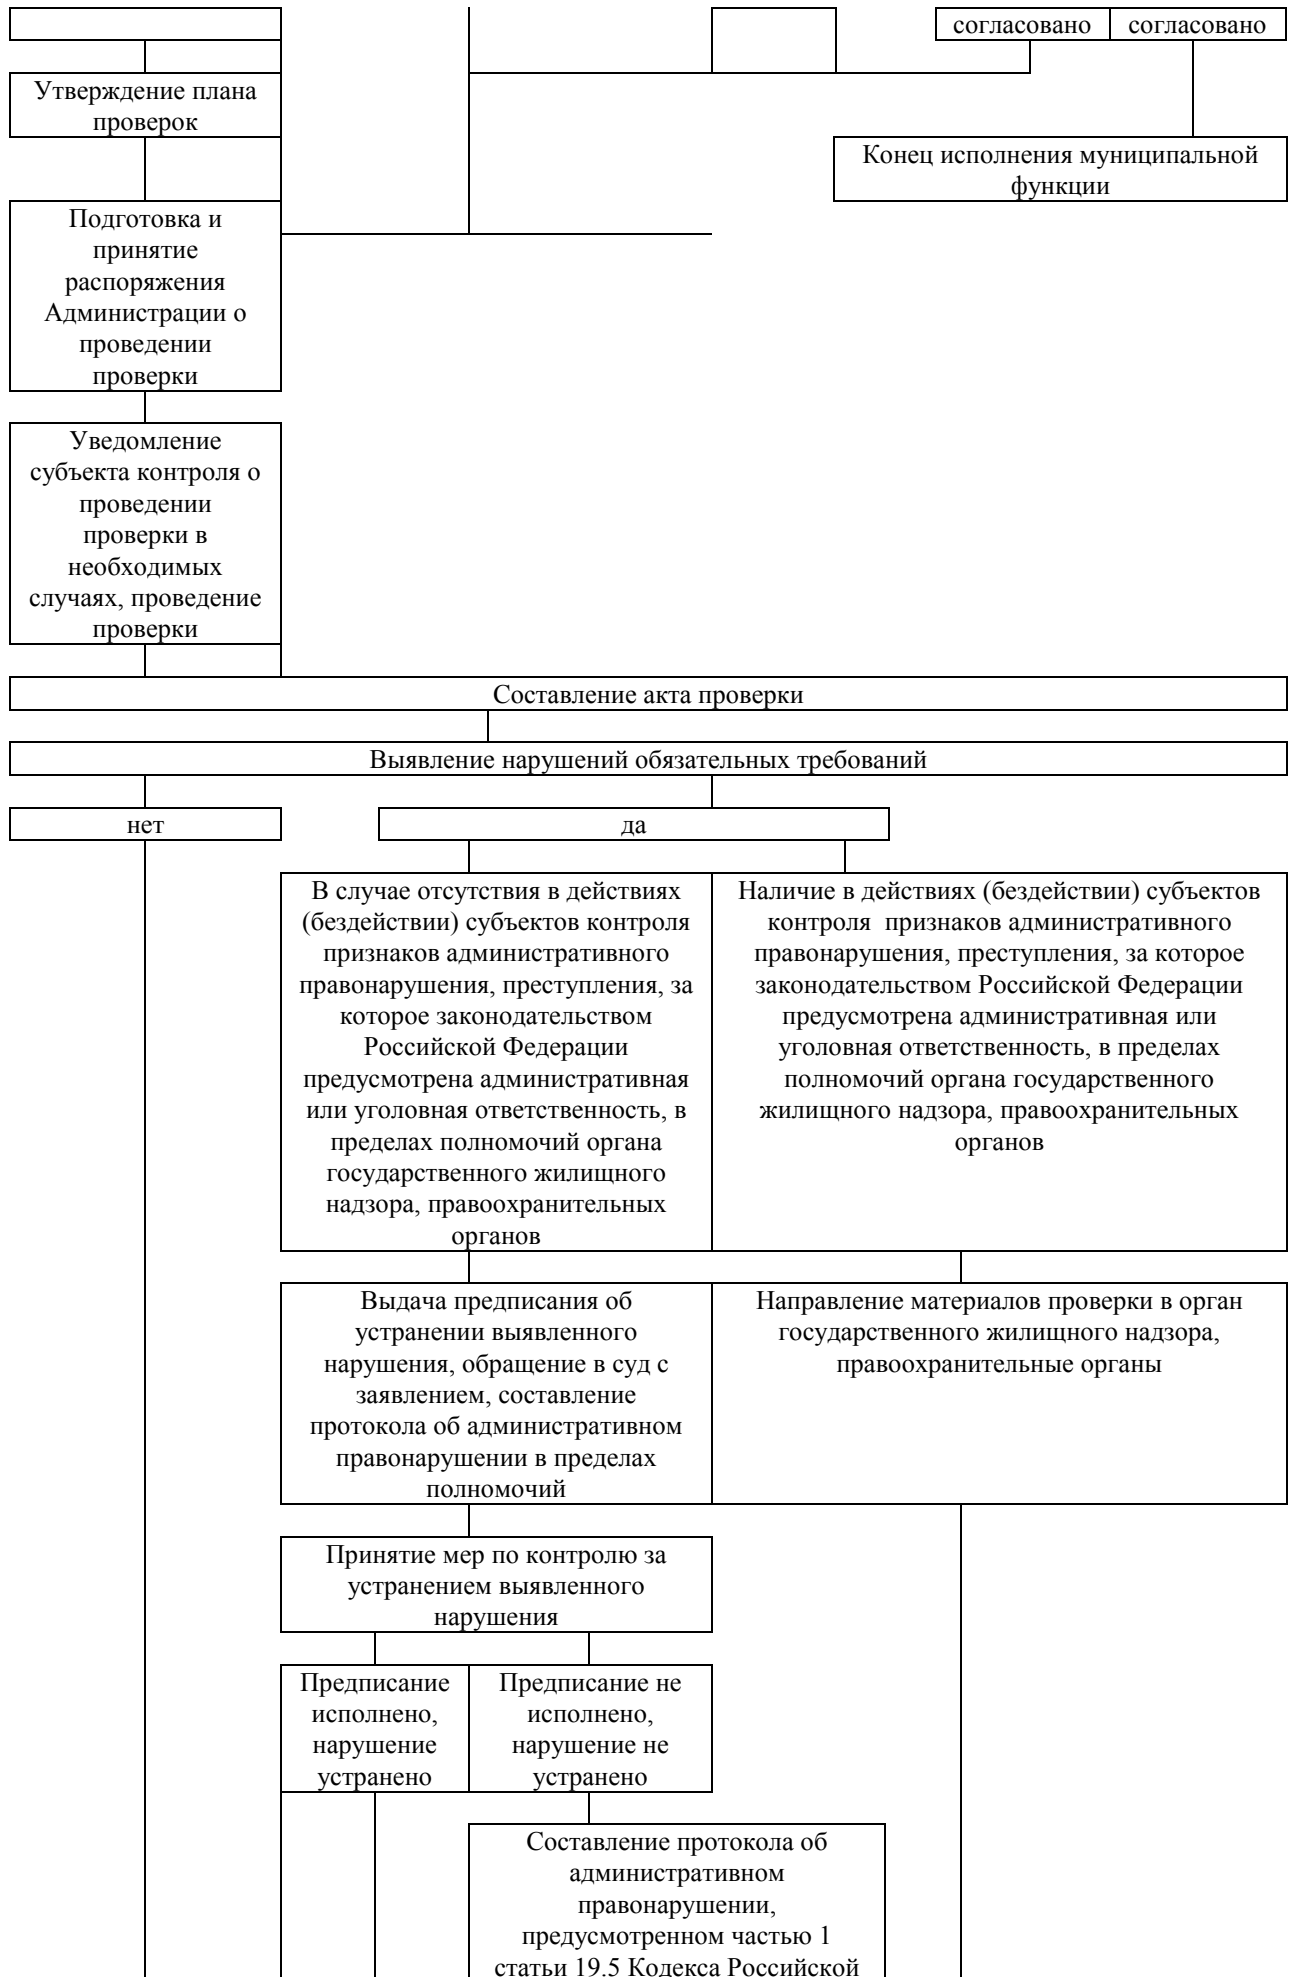 согласовано
согласовано
Утверждение плана
проверок
Конец исполнения муниципальной
функции
Подготовка и
принятие
распоряжения
Администрации о
проведении
проверки
Уведомление
субъекта контроля о
проведении
проверки в
необходимых
случаях, проведение
проверки
Составление акта проверки
Выявление нарушений обязательных требований
нет
да
В случае отсутствия в действиях
(бездействии) субъектов контроля
признаков административного
правонарушения, преступления, за
которое законодательством
Российской Федерации
предусмотрена административная
или уголовная ответственность, в
пределах полномочий органа
государственного жилищного
надзора, правоохранительных
органов
Наличие в действиях (бездействии) субъектов
контроля признаков административного
правонарушения, преступления, за которое
законодательством Российской Федерации
предусмотрена административная или
уголовная ответственность, в пределах
полномочий органа государственного
жилищного надзора, правоохранительных
органов
Выдача предписания об
устранении выявленного
нарушения, обращение в суд с
заявлением, составление
протокола об административном
правонарушении в пределах
полномочий
Направление материалов проверки в орган
государственного жилищного надзора,
правоохранительные органы
Принятие мер по контролю за
устранением выявленного
нарушения
Предписание
исполнено,
нарушение
устранено
Предписание не
исполнено,
нарушение не
устранено
Составление протокола об
административном
правонарушении,
предусмотренном частью 1
статьи 19.5 Кодекса Российской